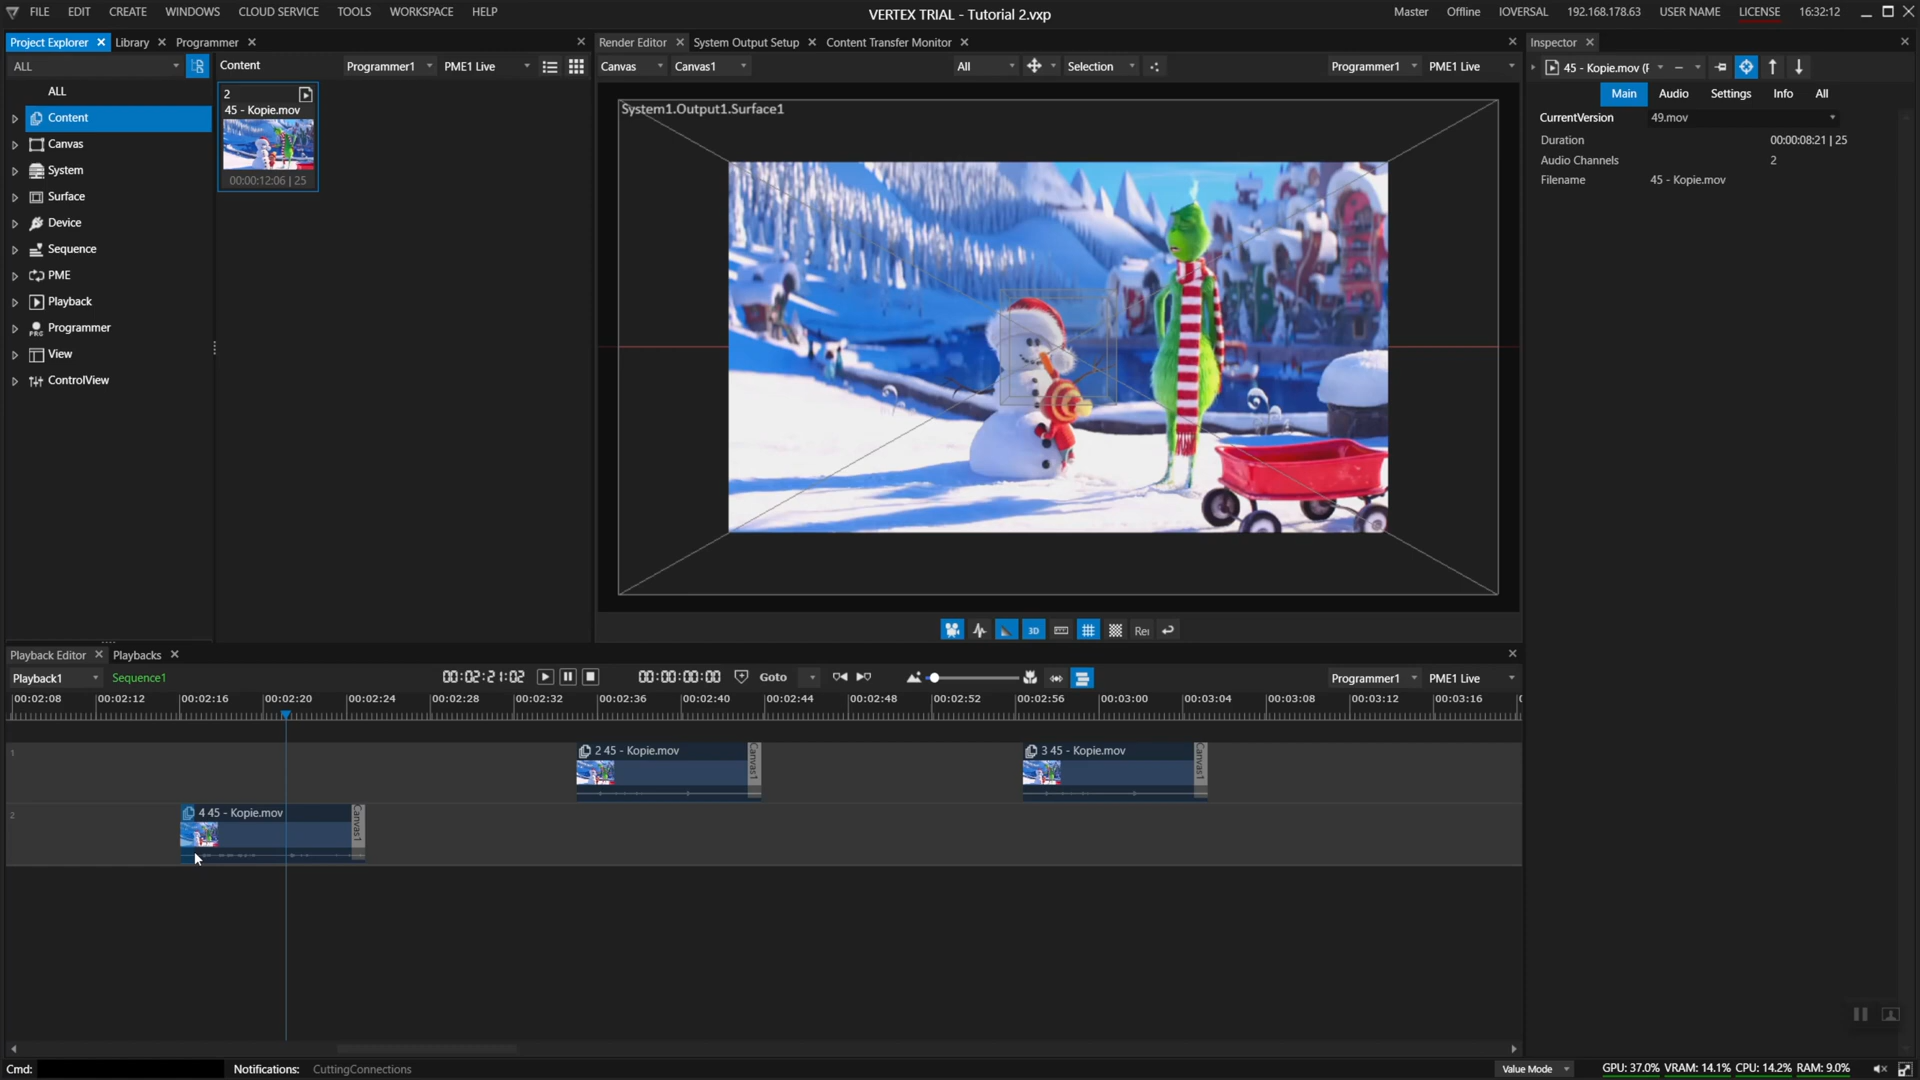 FILE EDIT CREATE WINDOWS CLOUD SERVICE TOOLS WORKSPACE HELP
VERTEX TRIAL - Tutorial 2.vxp
Master Offline IOVERSAL 192.168.178.63 USER NAME LICENSE 16:32:12
Project Explorer Library Programmer
Render Editor System Output Setup Content Transfer Monitor
Inspector
ALL
Content Programmer1 PME1 Live
Canvas Canvas1 All Selection Programmer1 PME1 Live
45 - Kopie.mov (F
ALL
Content
Canvas
System
Surface
Device
Sequence
PME
Playback
Programmer
PRG
View
ControlView
2
45 - Kopie.mov
00:00:12:06 | 25
System1.Output1.Surface1
Main Audio Settings Info All
CurrentVersion 49.mov
Duration 00:00:08:21 | 25
Audio Channels 2
Filename 45 - Kopie.mov
3D Rei
Playback Editor Playbacks
Playback1 Sequence1 00:02:21:02 00:00:00:00 Goto Programmer1 PME1 Live
00:02:08 00:02:12 00:02:16 00:02:20 00:02:24 00:02:28 00:02:32 00:02:36 00:02:40 00:02:44 00:02:48 00:02:52 00:02:56 00:03:00 00:03:04 00:03:08 00:03:12 00:03:16
1
2 45 - Kopie.mov Canvas1
3 45 - Kopie.mov Canvas1
2
4 45 - Kopie.mov Canvas1
Cmd: Notifications: CuttingConnections
Value Mode GPU: 37.0% VRAM: 14.1% CPU: 14.2% RAM: 9.0%